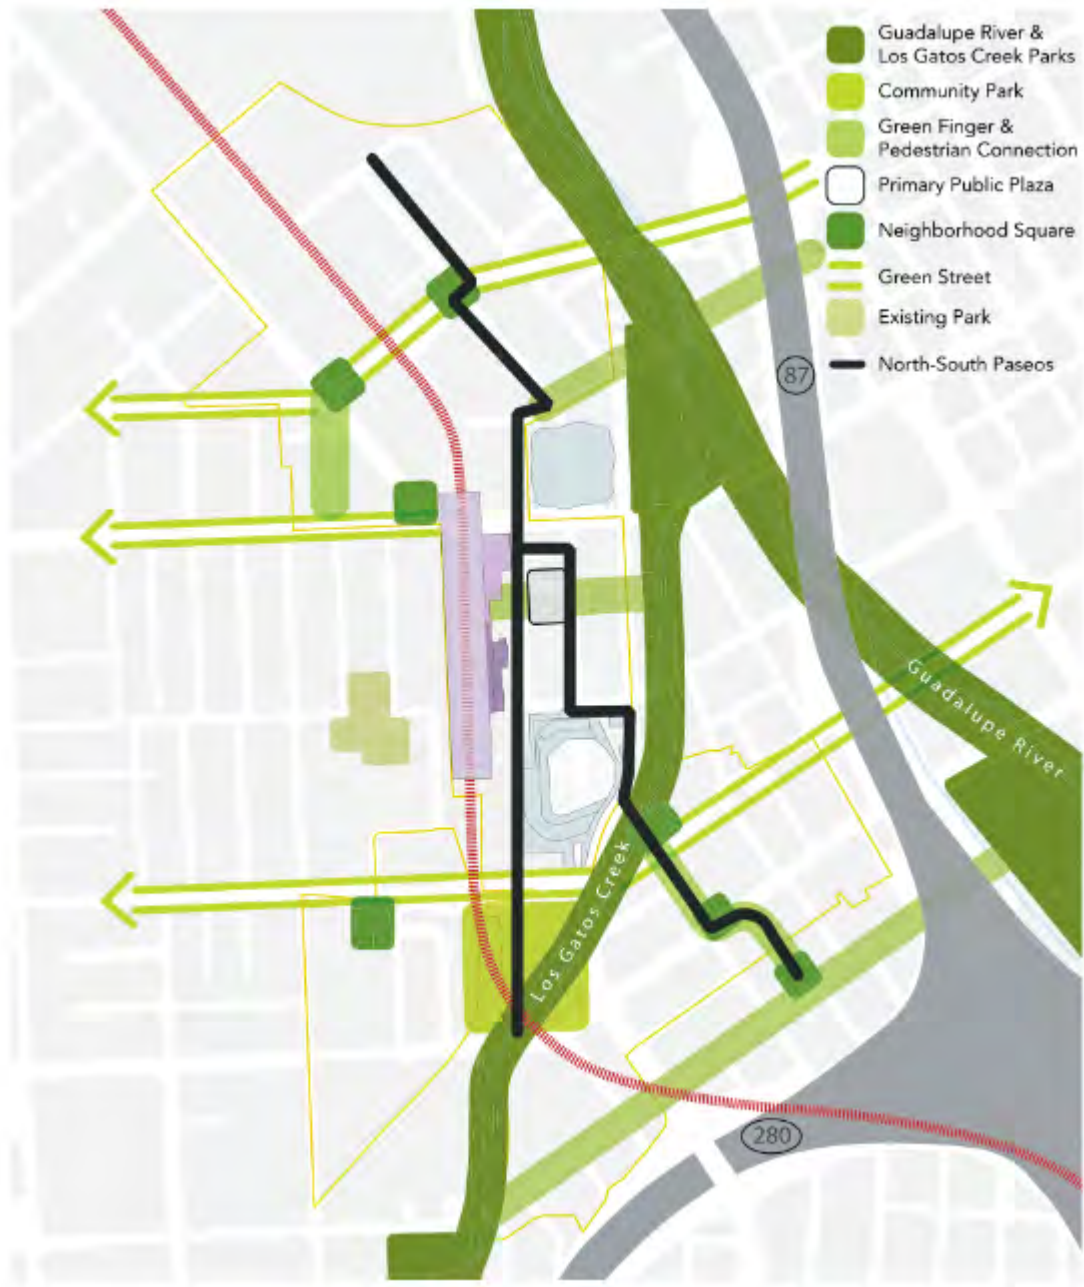 Guadalupe River &
Los Gatos Creek Parks
Community Park
Green Finger &
Pedestrian Connection
Primary Public Plaza
Neighborhood Square
Green Street
Existing Park
North-South Paseos
87
Guadalupe River
Los Gatos Creek
280